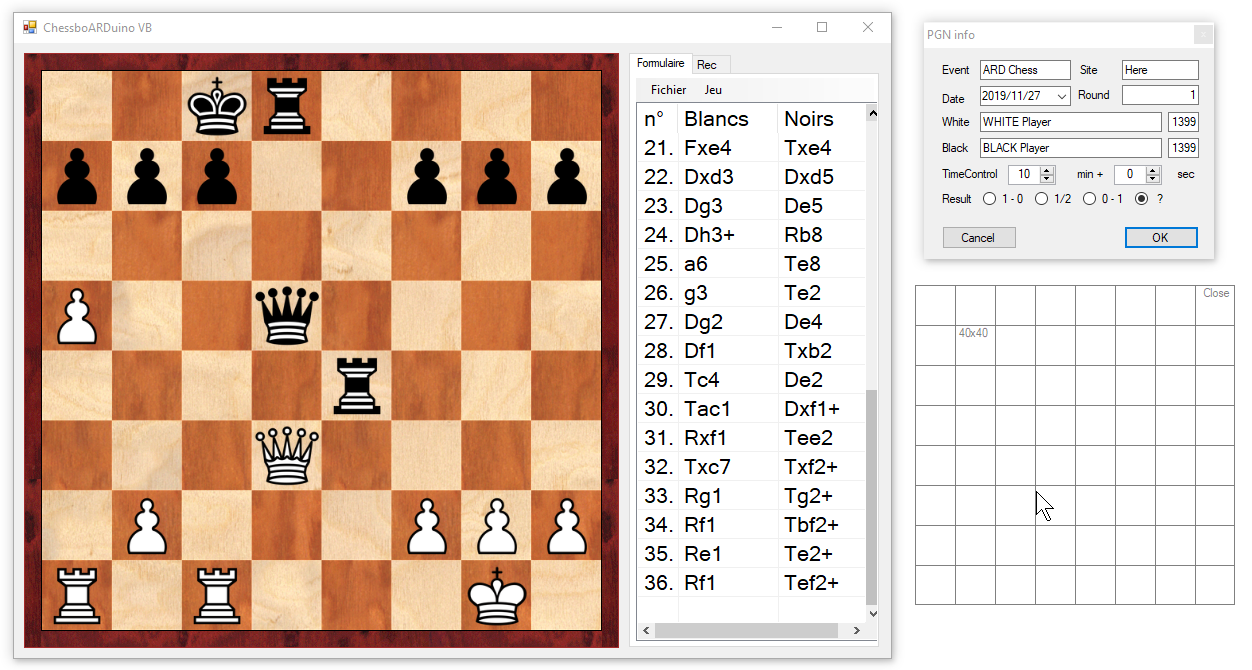 ChessboARDuino VB
Formulaire Rec
Fichier Jeu
n° Blancs Noirs
21. Fxe4 Txe4
22. Dxd3 Dxd5
23. Dg3 De5
24. Dh3+ Rb8
25. a6 Te8
26. g3 Te2
27. Dg2 De4
28. Df1 Txb2
29. Tc4 De2
30. Tac1 Dxf1+
31. Rxf1 Tee2
32. Txc7 Txf2+
33. Rg1 Tg2+
34. Rf1 Tbf2+
35. Re1 Te2+
36. Rf1 Tef2+
PGN info
Event ARD Chess Site Here
Date 2019/11/27 Round 1
White WHITE Player 1399
Black BLACK Player 1399
TimeControl 10 min + 0 sec
Result 1 - 0 1/2 0 - 1 ?
Cancel OK
Close
40x40